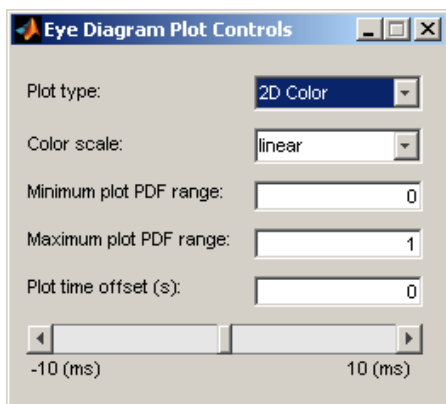 Eye Diagram Plot Controls
Plot type: 2D Color
Color scale: linear
Minimum plot PDF range: 0
Maximum plot PDF range: 1
Plot time offset (s): 0
-10 (ms) 10 (ms)